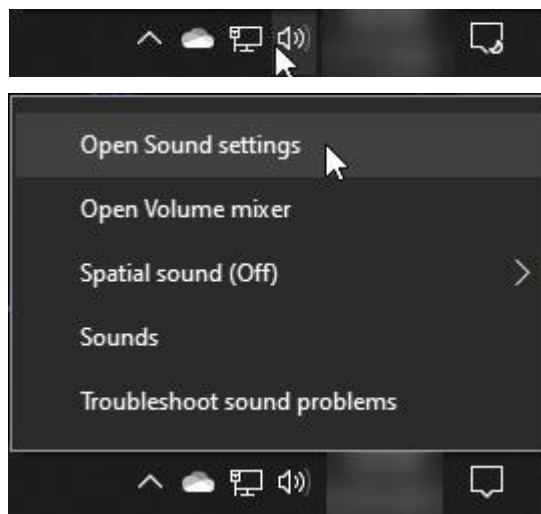 Open Sound settings
Open Volume mixer
Spatial sound (Off)
Sounds
Troubleshoot sound problems